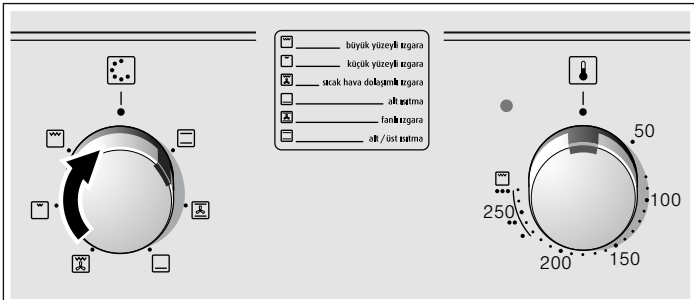 büyük yüzeyli ızgara
küçük yüzeyli ızgara
sıcak hava dolaşımlı ızgara
alt ısıtma
fanlı ızgara
alt / üst ısıtma
50
100
150
200
250